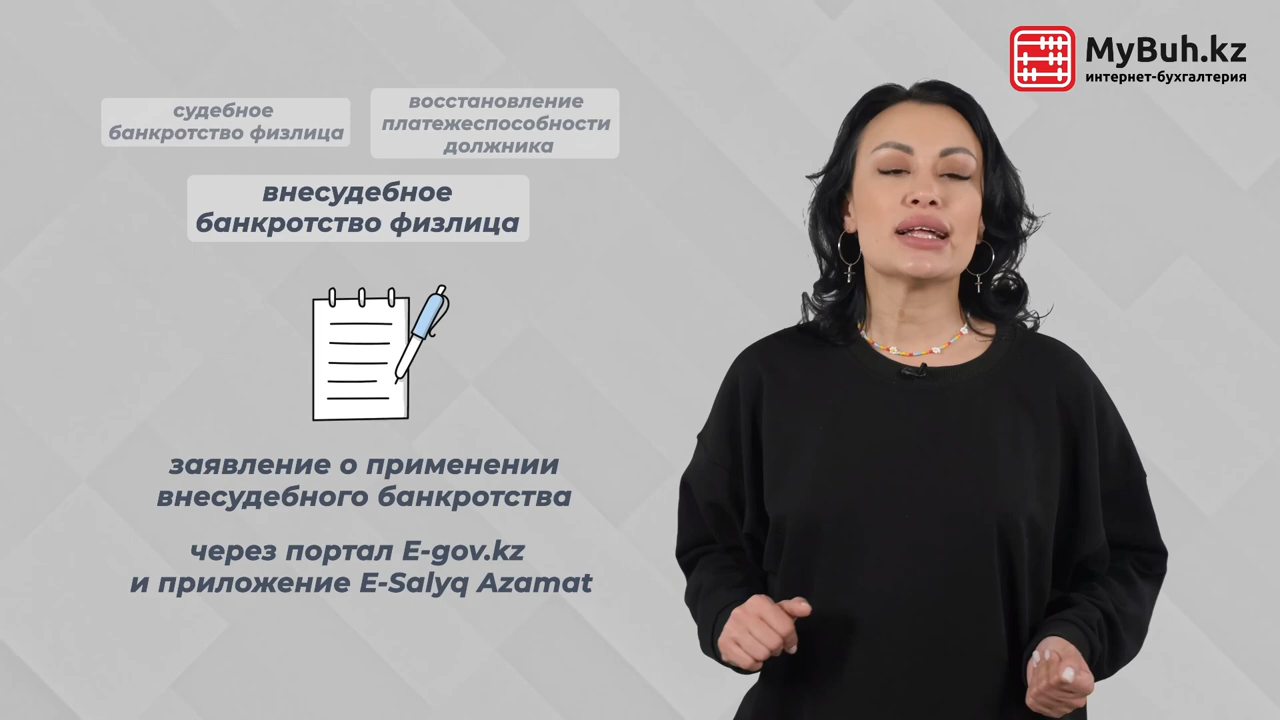 MyBuh.kz
интернет-бухгалтерия
судебное
банкротство физлица
восстановление
платежеспособности
должника
внесудебное
банкротство физлица
заявление о применении
внесудебного банкротства
через портал E-gov.kz
и приложение E-Salyq Azamat